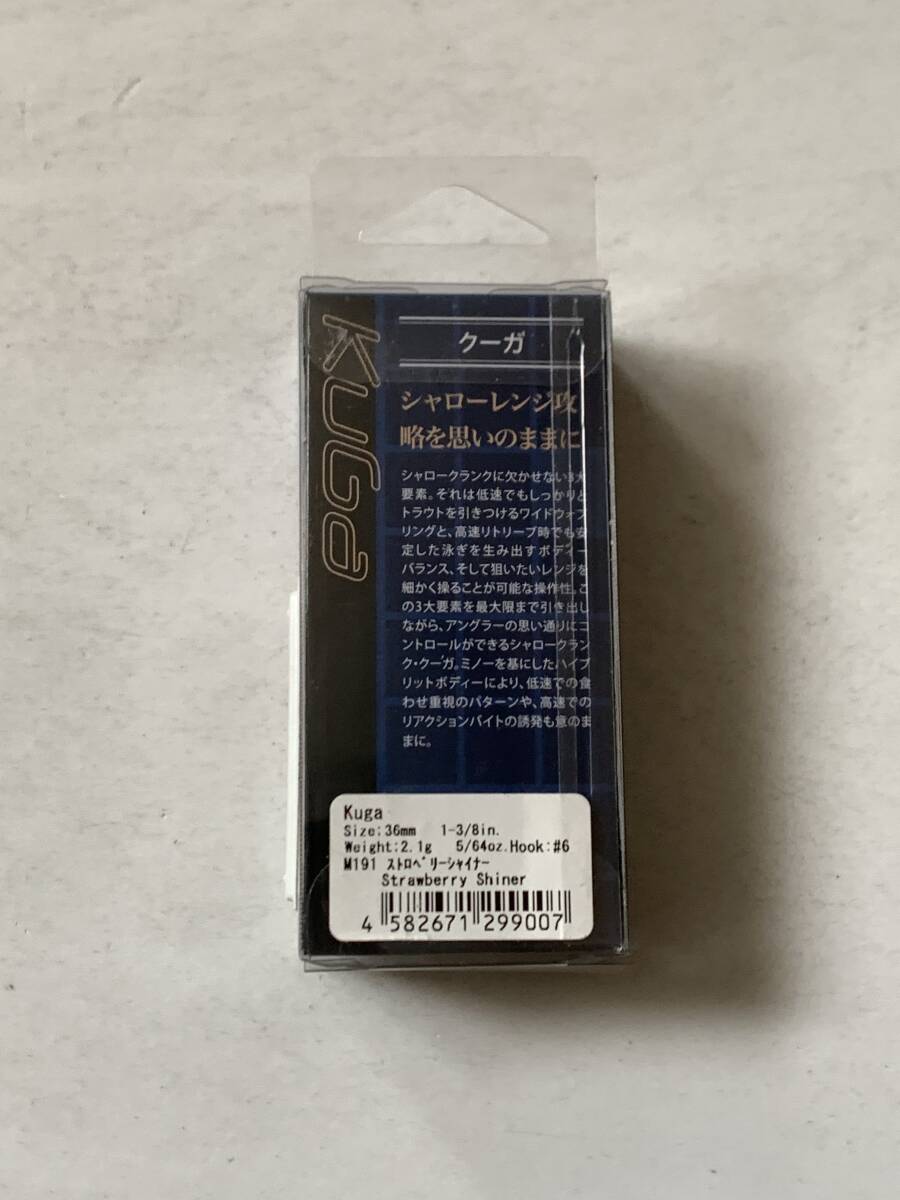 KUGa
クーガ
シャローレンジ攻
略を思いのままに
シャロークランクに欠かせない3大
要素。それは低速でもしっかりと
トラウトを引きつけるワイドウォブ
リングと、高速リトリーブ時でも安
定した泳ぎを生み出すボディー
バランス、そして狙いたいレンジを
細かく操ることが可能な操作性。こ
の3大要素を最大限まで引き出し
ながら、アングラーの思い通りにコ
ントロールができるシャロークラン
ク・クーガ。ミノーを基にしたハイブ
リットボディーにより、低速での食
わせ重視のパターンや、高速での
リアクションバイトの誘発も意のま
まに。
Kuga
Size:36mm 1-3/8in.
Weight:2.1g 5/64oz.Hook:#6
M191 ｽﾄﾛﾍﾞﾘｰｼｬｲﾅｰ
Strawberry Shiner
4 582671 299007